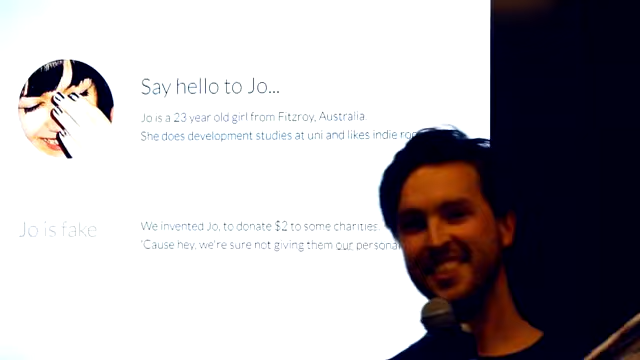 Say hello to Jo...
Jo is a 23 year old girl from Fitzroy, Australia.
She does development studies at uni and likes indie
Jo is fake
We invented Jo, to donate $2 to some charities.
'Cause hey, we're sure not giving them our